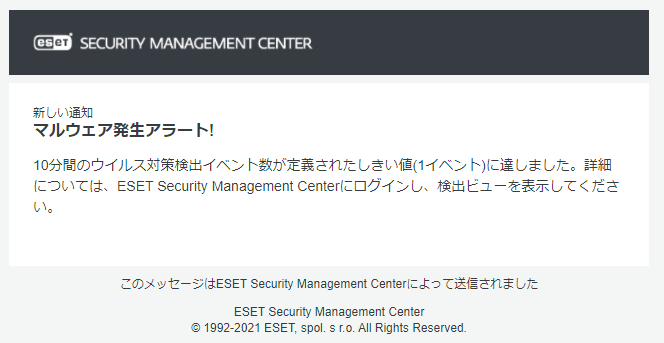 eset SECURITY MANAGEMENT CENTER
新しい通知
マルウェア発生アラート!
10分間のウイルス対策検出イベント数が定義されたしきい値(1イベント)に達しました。詳細
については、ESET Security Management Centerにログインし、検出ビューを表示してくださ
い。
このメッセージはESET Security Management Centerによって送信されました
ESET Security Management Center
© 1992-2021 ESET, spol. s r.o. All Rights Reserved.